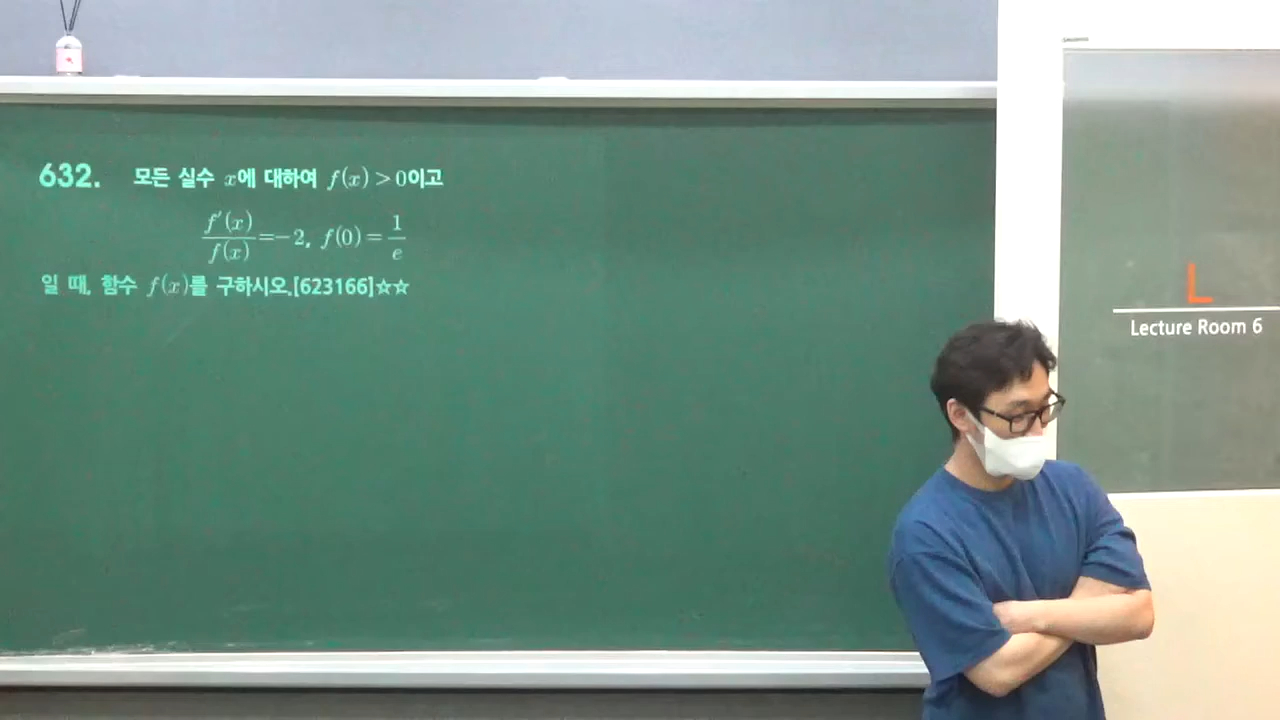 632. 모든 실수 x에 대하여 f(x) > 0이고
f′(x)/f(x) = −2, f(0) = 1/e
일 때, 함수 f(x)를 구하시오.[623166]☆☆
L
Lecture Room 6